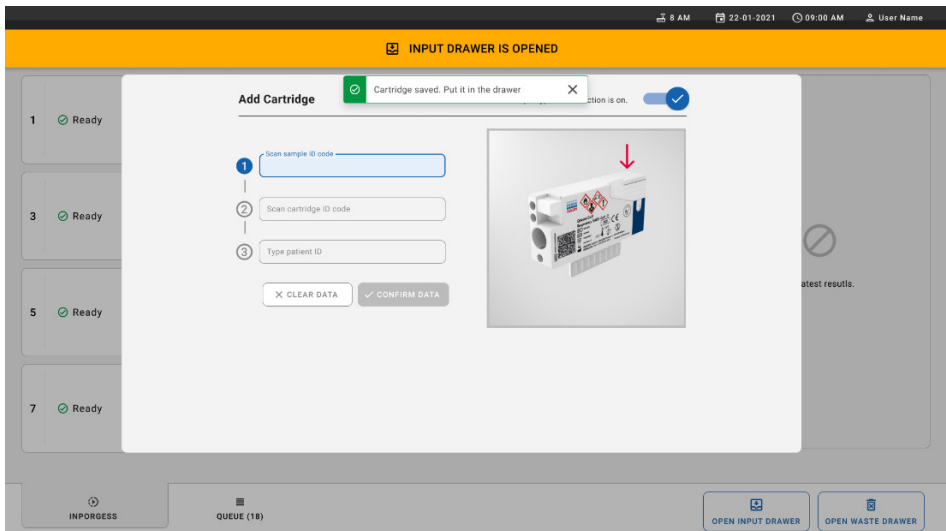 8 AM
22-01-2021
09:00 AM
User Name
INPUT DRAWER IS OPENED
Cartridge saved. Put it in the drawer
Add Cartridge
ction is on.
1 Ready
Scan sample ID code
1
2 Scan cartridge ID code
3 Type patient ID
CLEAR DATA
CONFIRM DATA
CE
3 Ready
5 Ready
7 Ready
atest resutls.
INPORGESS
QUEUE (18)
OPEN INPUT DRAWER
OPEN WASTE DRAWER